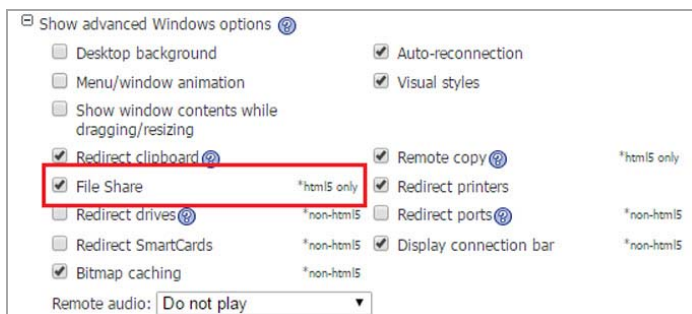 Show advanced Windows options
Desktop background Auto-reconnection
Menu/window animation Visual styles
Show window contents while
dragging/resizing
Redirect clipboard Remote copy *html5 only
File Share *html5 only Redirect printers
Redirect drives *non-html5 Redirect ports *non-html5
Redirect SmartCards *non-html5 Display connection bar *non-html5
Bitmap caching *non-html5
Remote audio: Do not play